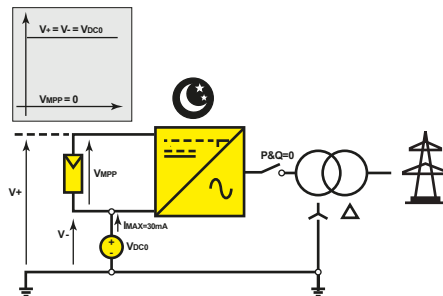 V+ = V- = VDC0
VMPP = 0
P&Q=0
VMPP
V+
IMAX=30mA
V-
+
-
VDC0